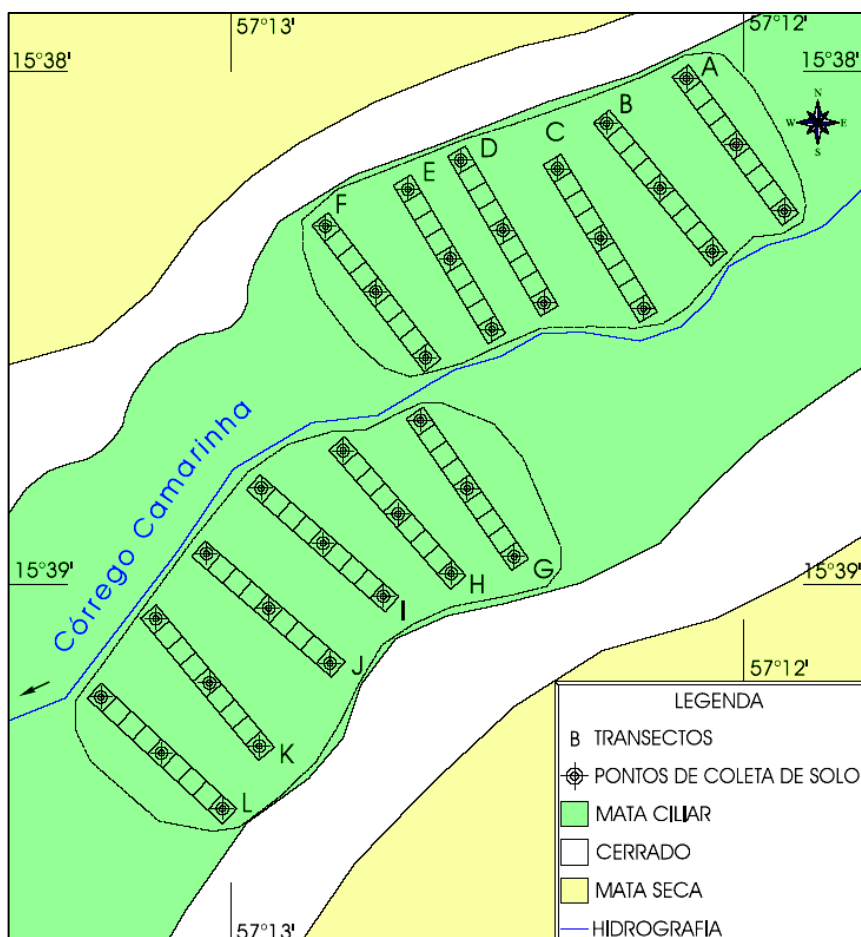 57°13'
57°12'
15°38'
15°38'
A
N
W E
S
B
C
D
E
F
Córrego Camarinha
15°39'
15°39'
G
H
I
J
K
L
57°12'
LEGENDA
B TRANSECTOS
PONTOS DE COLETA DE SOLO
MATA CILIAR
CERRADO
MATA SECA
HIDROGRAFIA
57°13'